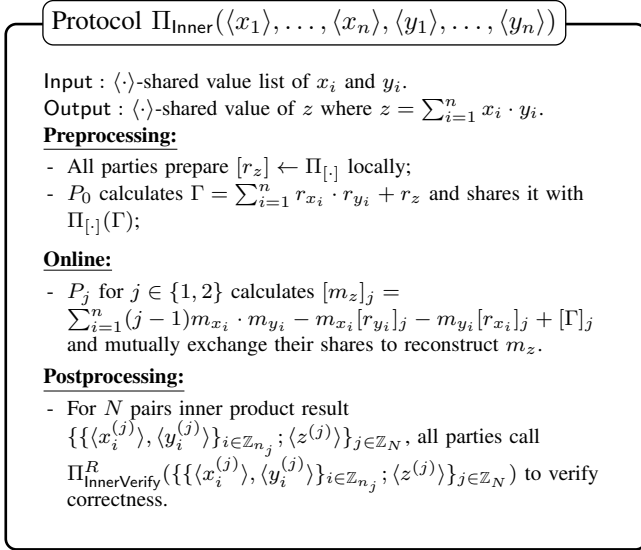 Protocol Π_Inner(⟨x_1⟩, . . . , ⟨x_n⟩, ⟨y_1⟩, . . . , ⟨y_n⟩)
Input : ⟨·⟩-shared value list of x_i and y_i.
Output : ⟨·⟩-shared value of z where z = ∑_{i=1}^{n} x_i · y_i.
Preprocessing:
- All parties prepare [r_z] ← Π_{[·]} locally;
- P_0 calculates Γ = ∑_{i=1}^{n} r_{x_i} · r_{y_i} + r_z and shares it with
Π_{[·]}(Γ);
Online:
- P_j for j ∈ {1, 2} calculates [m_z]_j =
∑_{i=1}^{n}(j − 1)m_{x_i} · m_{y_i} − m_{x_i}[r_{y_i}]_j − m_{y_i}[r_{x_i}]_j + [Γ]_j
and mutually exchange their shares to reconstruct m_z.
Postprocessing:
- For N pairs inner product result
{{⟨x_i^{(j)}⟩, ⟨y_i^{(j)}⟩}_{i∈ℤ_{n_j}}; ⟨z^{(j)}⟩}_{j∈ℤ_N}, all parties call
Π^R_{InnerVerify}({{⟨x_i^{(j)}⟩, ⟨y_i^{(j)}⟩}_{i∈ℤ_{n_j}}; ⟨z^{(j)}⟩}_{j∈ℤ_N}) to verify
correctness.